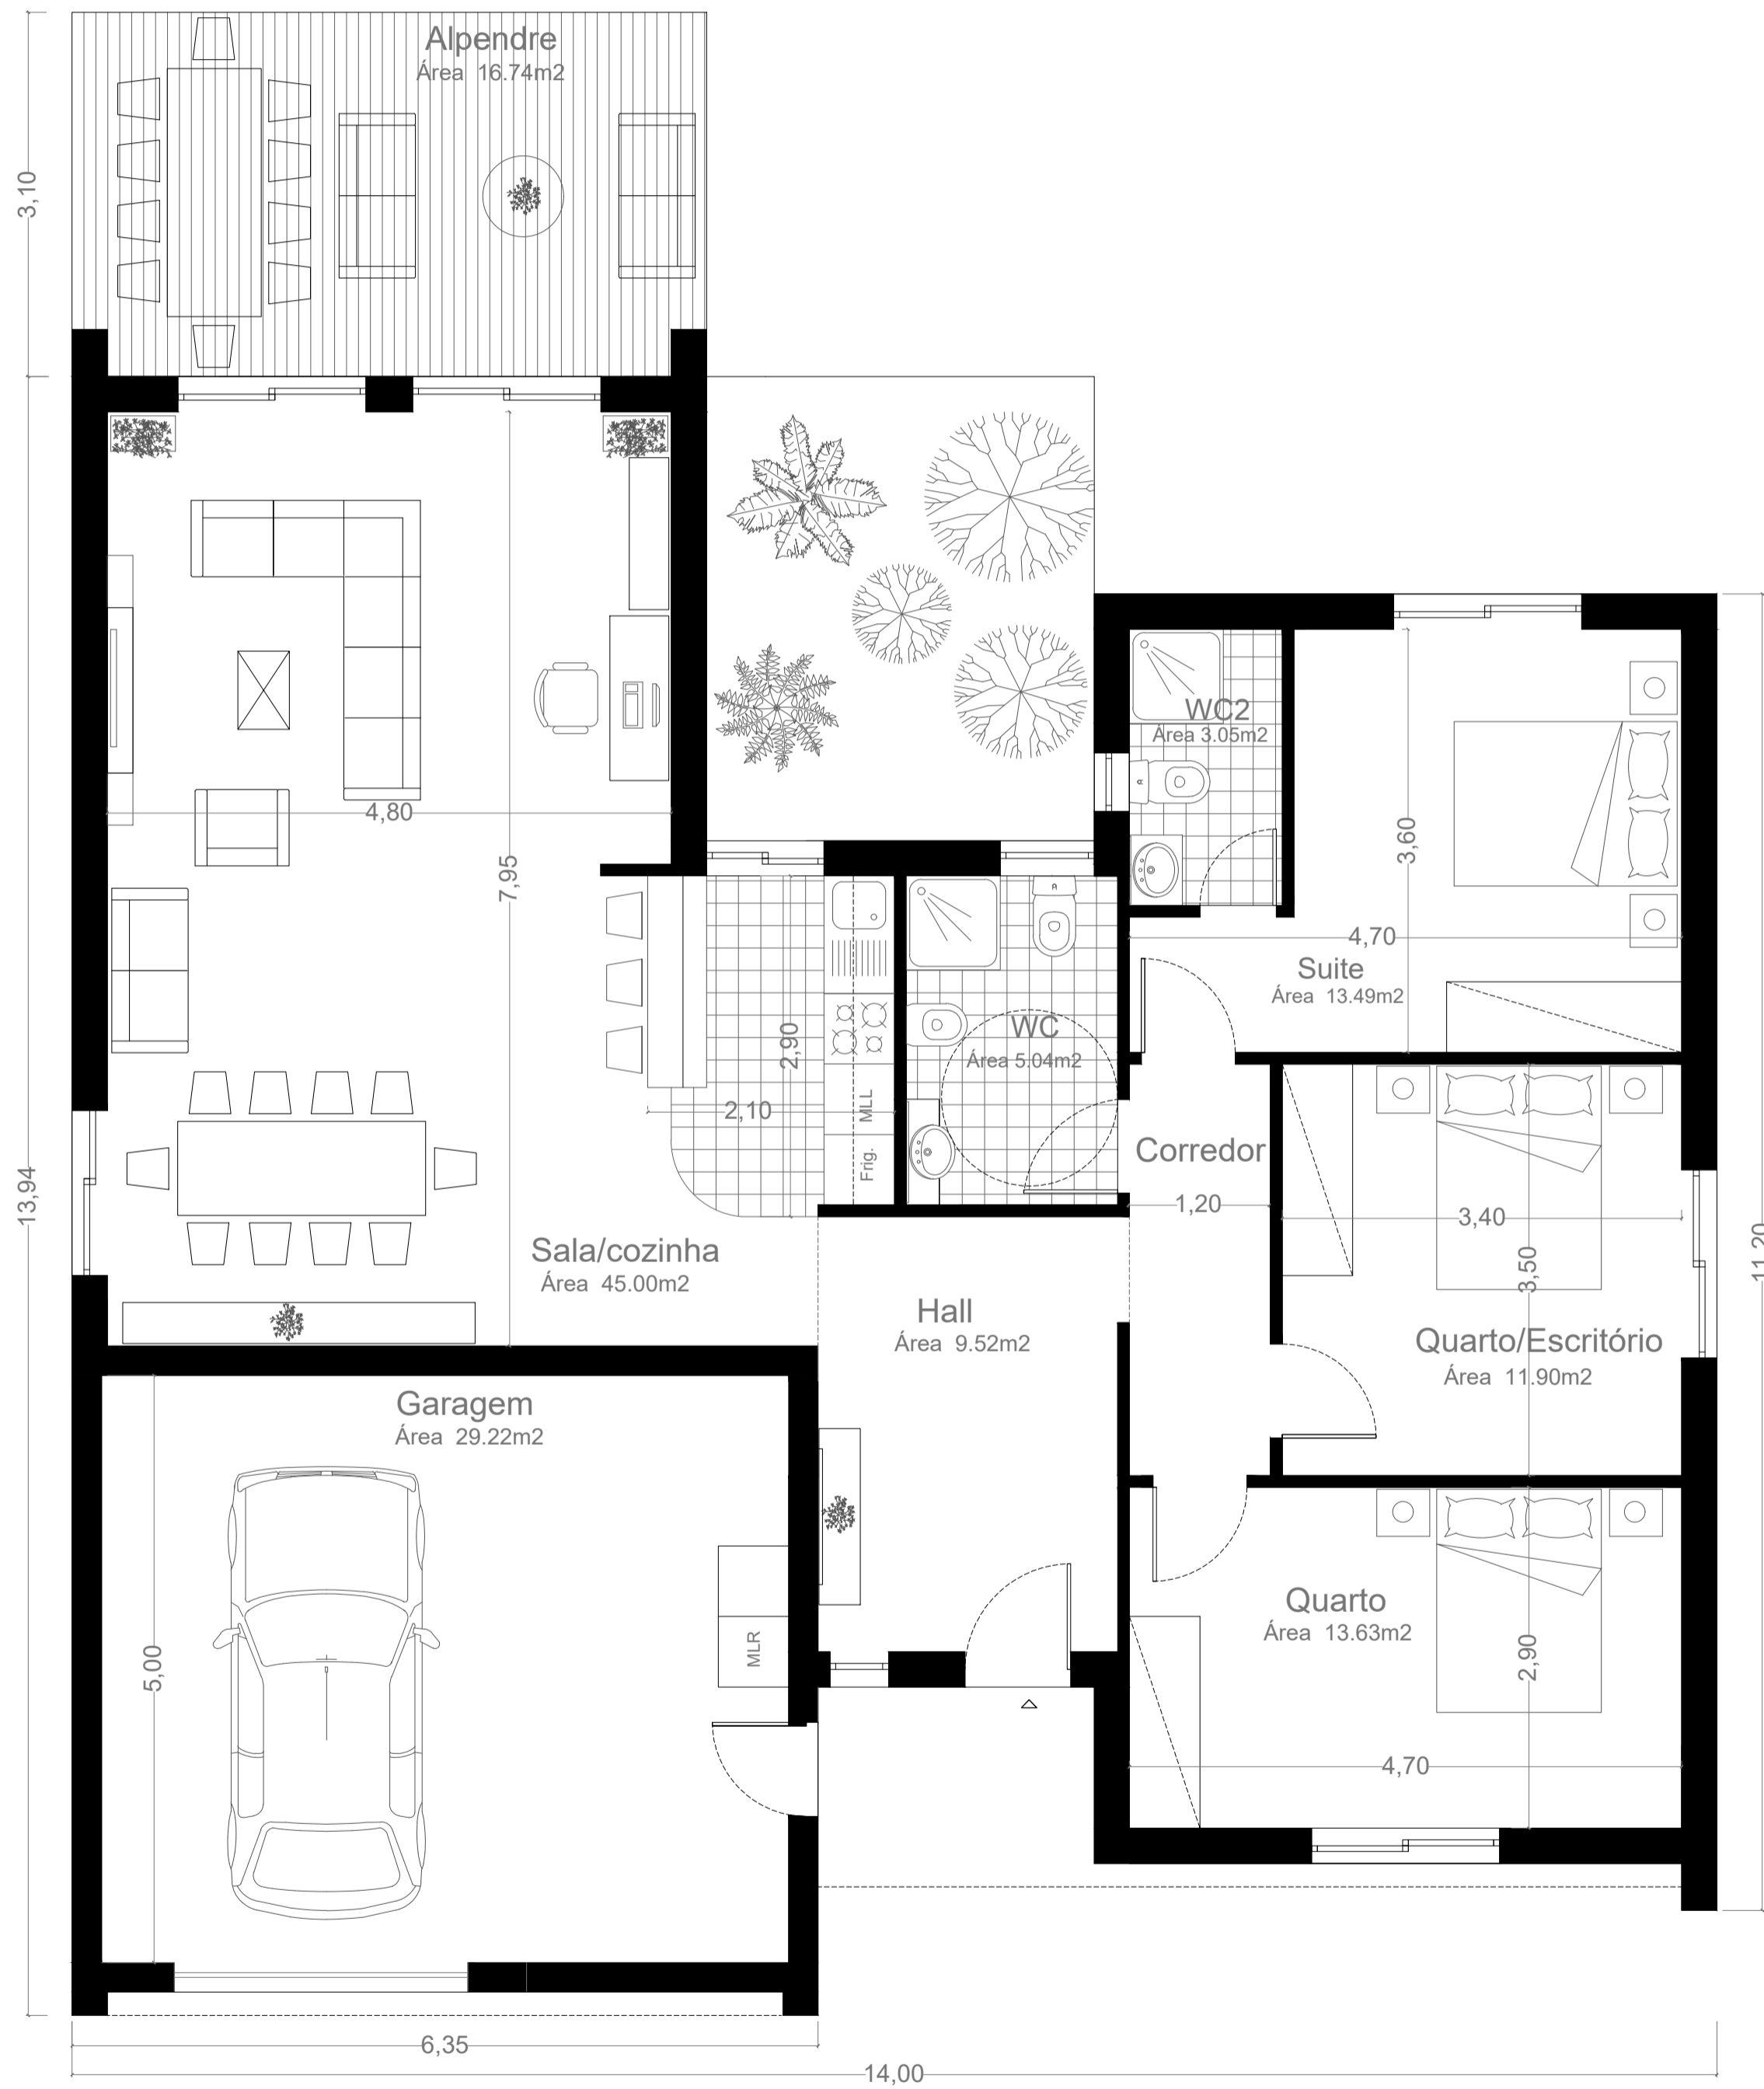 Alpendre
Área 16.74m2
3,10
4,80
7,95
WC2
Área 3.05m2
3,60
4,70
Suite
Área 13.49m2
WC
Área 5.04m2
2,90
2,10
MLL
Frig.
Corredor
1,20
3,40
3,50
13,94
11,20
Sala/cozinha
Área 45.00m2
Hall
Área 9.52m2
Quarto/Escritório
Área 11.90m2
Garagem
Área 29.22m2
Quarto
Área 13.63m2
MLR
5,00
2,90
4,70
6,35
14,00